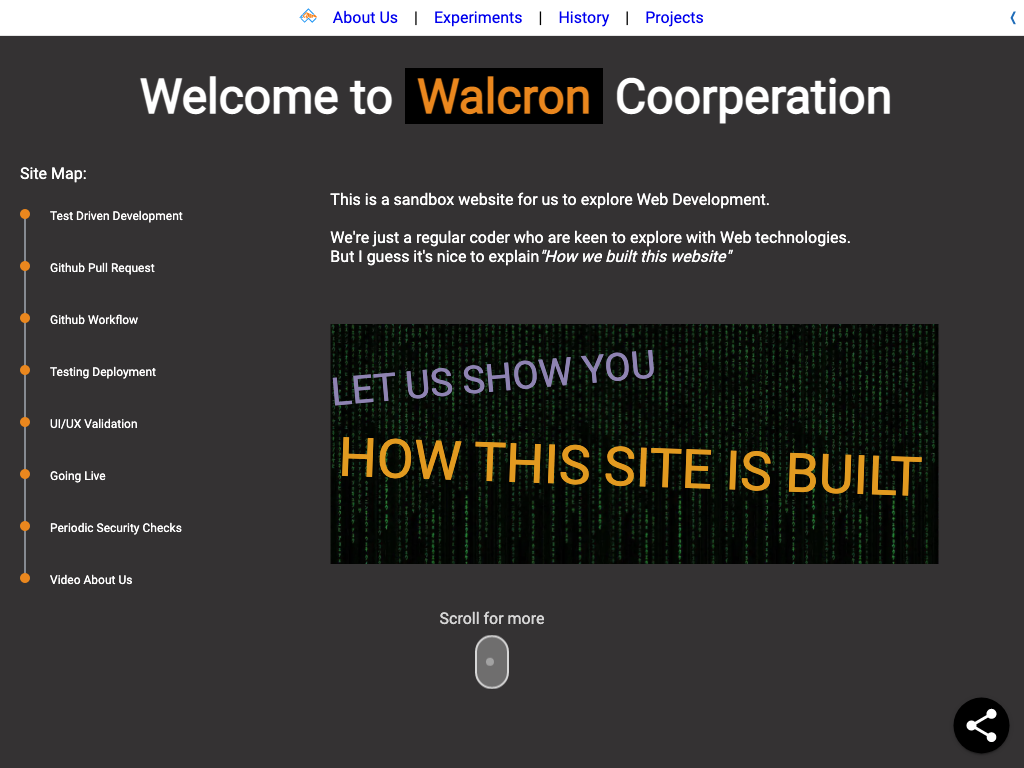 About Us | Experiments | History | Projects
Welcome to Walcron Coorperation
Site Map:
Test Driven Development
Github Pull Request
Github Workflow
Testing Deployment
UI/UX Validation
Going Live
Periodic Security Checks
Video About Us
This is a sandbox website for us to explore Web Development.
We're just a regular coder who are keen to explore with Web technologies.
But I guess it's nice to explain "How we built this website"
LET US SHOW YOU
HOW THIS SITE IS BUILT
Scroll for more